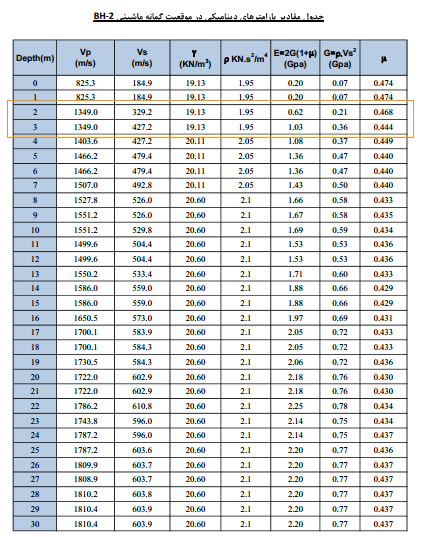 جدول مقادیر پارامترهای دینامیکی در موقعیت گمانه ماشینی BH-2
Depth(m) Vp (m/s) Vs (m/s) γ (KN/m³) ρ KN.s²/m⁴ E=2G(1+μ) (Gpa) G=ρ.Vs² (Gpa) μ
0 825.3 184.9 19.13 1.95 0.20 0.07 0.474
1 825.3 184.9 19.13 1.95 0.20 0.07 0.474
2 1349.0 329.2 19.13 1.95 0.62 0.21 0.468
3 1349.0 427.2 19.13 1.95 1.03 0.36 0.444
4 1403.6 427.2 20.11 2.05 1.08 0.37 0.449
5 1466.2 479.4 20.11 2.05 1.36 0.47 0.440
6 1466.2 479.4 20.11 2.05 1.36 0.47 0.440
7 1507.0 492.8 20.11 2.05 1.43 0.50 0.440
8 1527.8 526.0 20.60 2.1 1.66 0.58 0.433
9 1551.2 526.0 20.60 2.1 1.67 0.58 0.435
10 1551.2 529.8 20.60 2.1 1.69 0.59 0.434
11 1499.6 504.4 20.60 2.1 1.53 0.53 0.436
12 1499.6 504.4 20.60 2.1 1.53 0.53 0.436
13 1550.2 533.4 20.60 2.1 1.71 0.60 0.433
14 1586.0 559.0 20.60 2.1 1.88 0.66 0.429
15 1586.0 559.0 20.60 2.1 1.88 0.66 0.429
16 1650.5 573.0 20.60 2.1 1.97 0.69 0.431
17 1700.1 583.9 20.60 2.1 2.05 0.72 0.433
18 1700.1 584.3 20.60 2.1 2.05 0.72 0.433
19 1730.5 584.3 20.60 2.1 2.06 0.72 0.436
20 1722.0 602.9 20.60 2.1 2.18 0.76 0.430
21 1722.0 602.9 20.60 2.1 2.18 0.76 0.430
22 1786.2 610.8 20.60 2.1 2.25 0.78 0.434
23 1743.8 596.0 20.60 2.1 2.14 0.75 0.434
24 1787.2 596.0 20.60 2.1 2.14 0.75 0.437
25 1787.2 603.6 20.60 2.1 2.20 0.77 0.436
26 1809.9 603.7 20.60 2.1 2.20 0.77 0.437
27 1808.9 603.7 20.60 2.1 2.20 0.77 0.437
28 1810.2 603.8 20.60 2.1 2.20 0.77 0.437
29 1810.4 603.9 20.60 2.1 2.20 0.77 0.437
30 1810.4 603.9 20.60 2.1 2.20 0.77 0.437